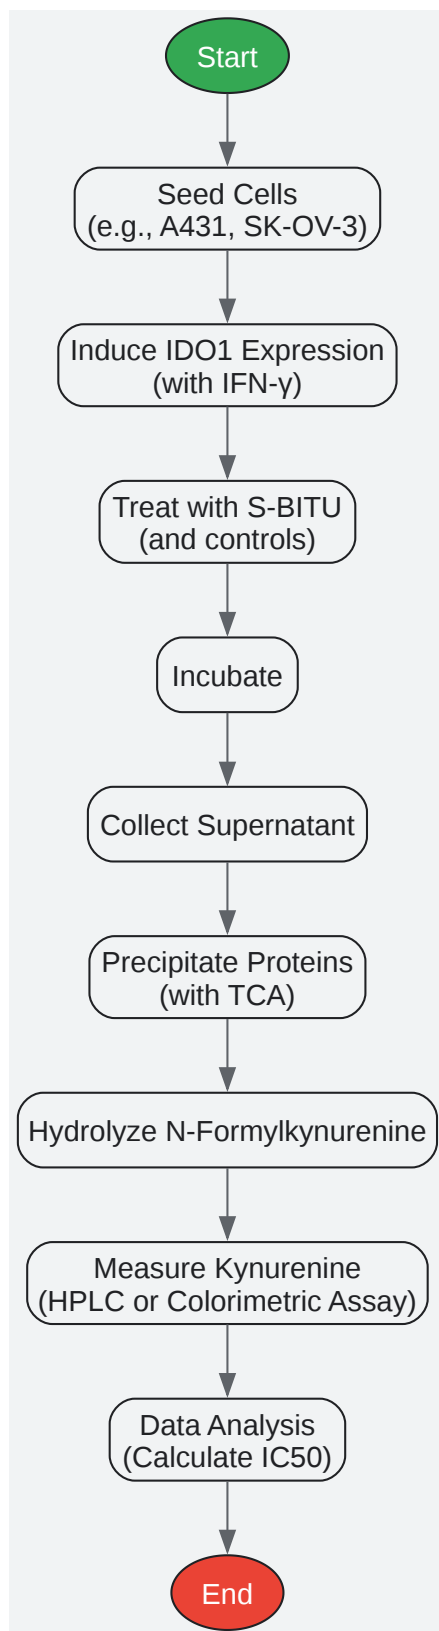 Start
Seed Cells
(e.g., A431, SK-OV-3)
Induce IDO1 Expression
(with IFN-γ)
Treat with S-BITU
(and controls)
Incubate
Collect Supernatant
Precipitate Proteins
(with TCA)
Hydrolyze N-Formylkynurenine
Measure Kynurenine
(HPLC or Colorimetric Assay)
Data Analysis
(Calculate IC50)
End